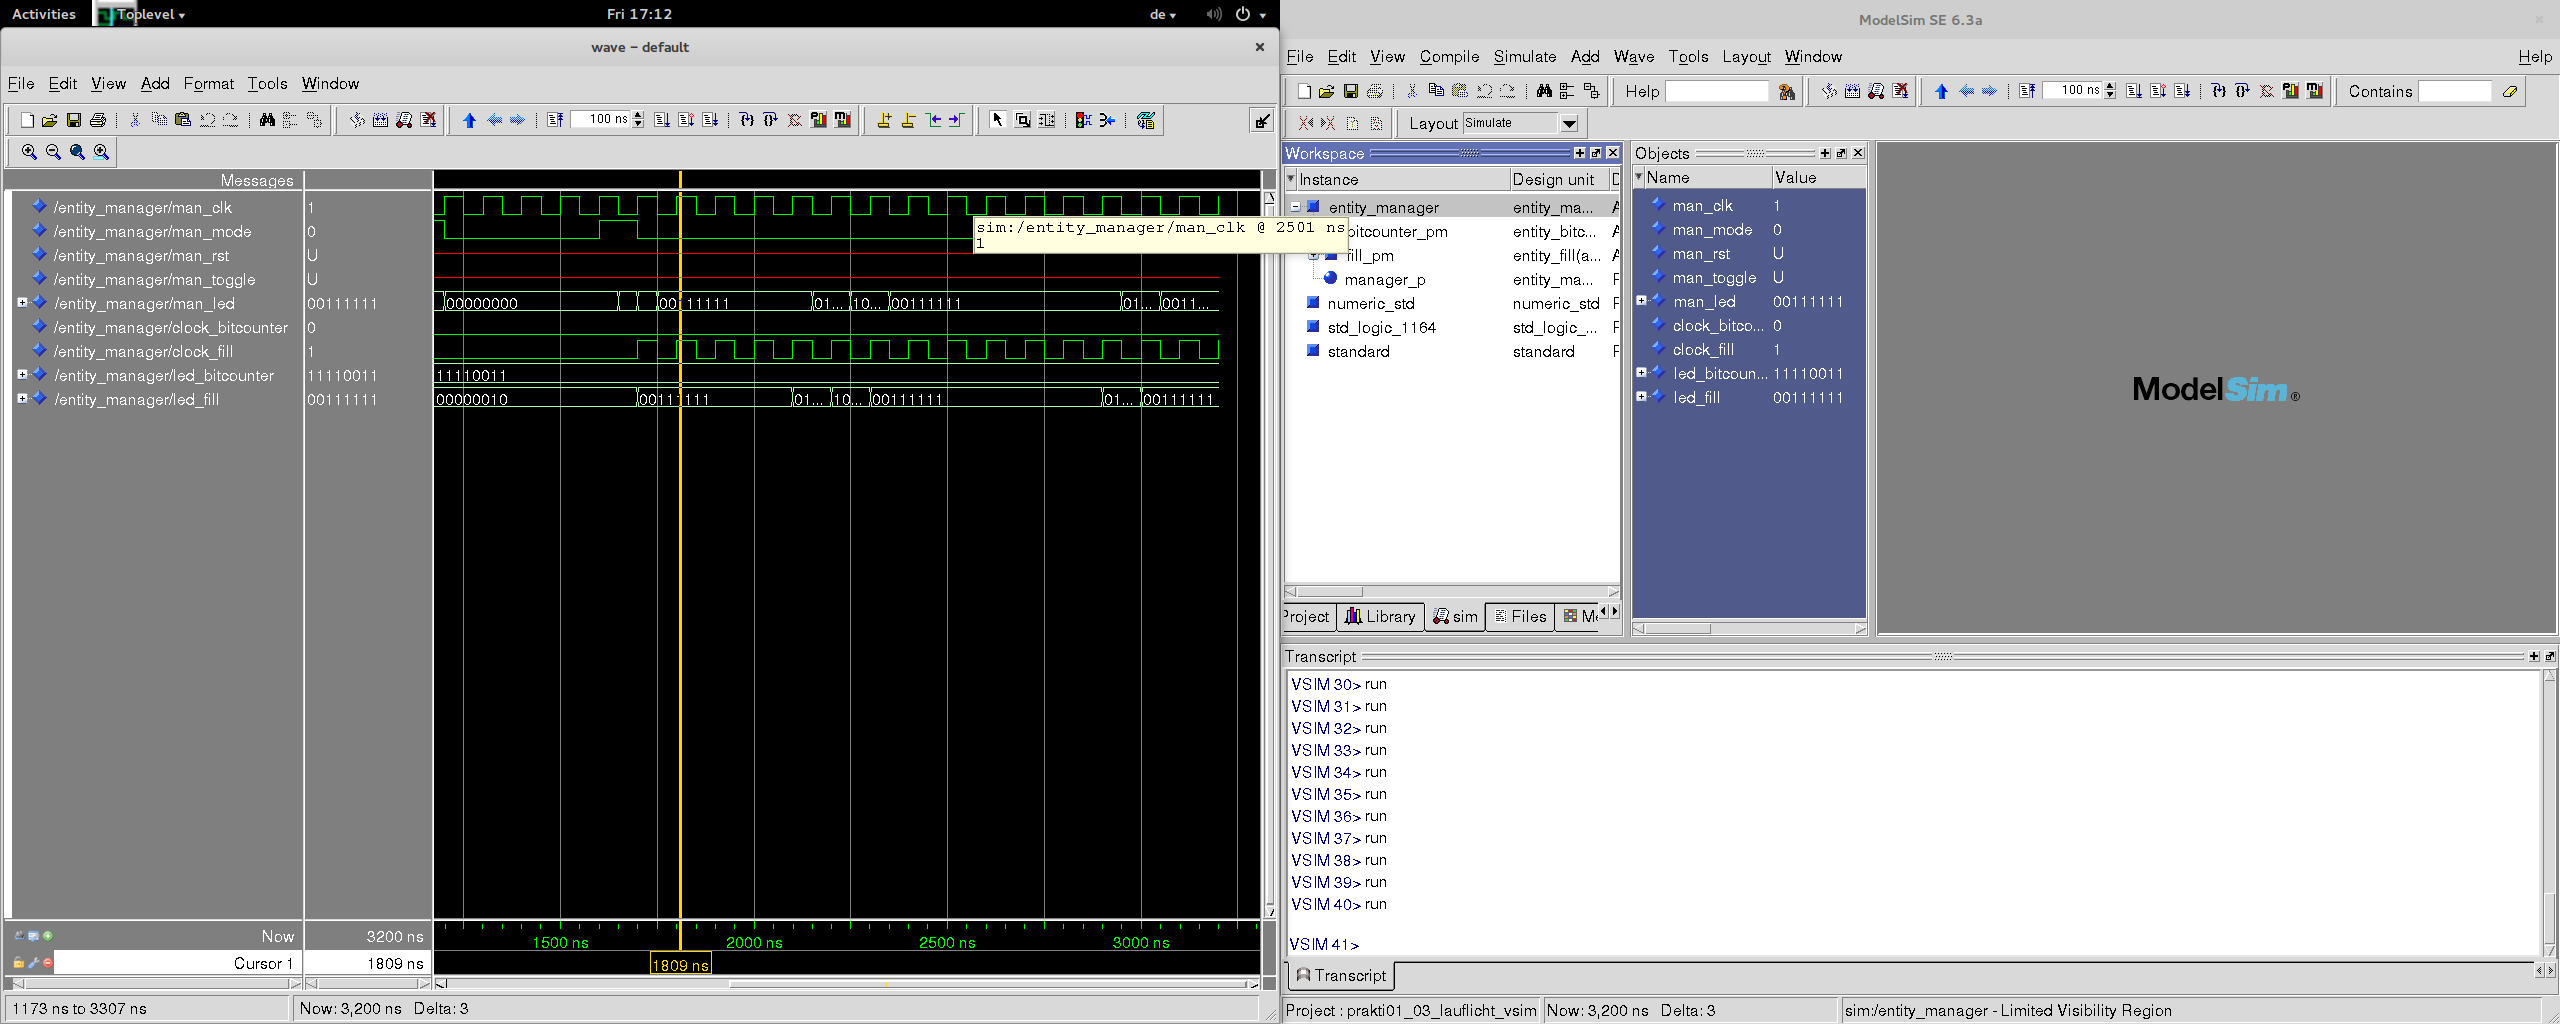 Activities Toplevel Fri 17:12 de
wave - default
File Edit View Add Format Tools Window
100 ns
Messages
/entity_manager/man_clk 1
/entity_manager/man_mode 0
/entity_manager/man_rst U
/entity_manager/man_toggle U
/entity_manager/man_led 00111111 00000000 00111111 01... 10... 00111111 01... 0011...
/entity_manager/clock_bitcounter 0
/entity_manager/clock_fill 1
/entity_manager/led_bitcounter 11110011 11110011
/entity_manager/led_fill 00111111 00000010 00111111 01... 10... 00111111 01... 00111111
sim:/entity_manager/man_clk @ 2501 ns
1
Now 3200 ns 1500 ns 2000 ns 2500 ns 3000 ns
Cursor 1 1809 ns 1809 ns
1173 ns to 3307 ns Now: 3,200 ns Delta: 3
ModelSim SE 6.3a
File Edit View Compile Simulate Add Wave Tools Layout Window Help
Help 100 ns Contains
Layout Simulate
Workspace
Instance Design unit D
entity_manager entity_ma... A
bitcounter_pm entity_bitc... A
fill_pm entity_fill(a... A
manager_p entity_ma... P
numeric_std numeric_std P
std_logic_1164 std_logic_... P
standard standard P
Project Library sim Files M
Objects
Name Value
man_clk 1
man_mode 0
man_rst U
man_toggle U
man_led 00111111
clock_bitco... 0
clock_fill 1
led_bitcoun... 11110011
led_fill 00111111
ModelSim®
Transcript
VSIM 30> run
VSIM 31> run
VSIM 32> run
VSIM 33> run
VSIM 34> run
VSIM 35> run
VSIM 36> run
VSIM 37> run
VSIM 38> run
VSIM 39> run
VSIM 40> run
VSIM 41>
Transcript
Project : prakti01_03_lauflicht_vsim Now: 3,200 ns Delta: 3 sim:/entity_manager - Limited Visibility Region